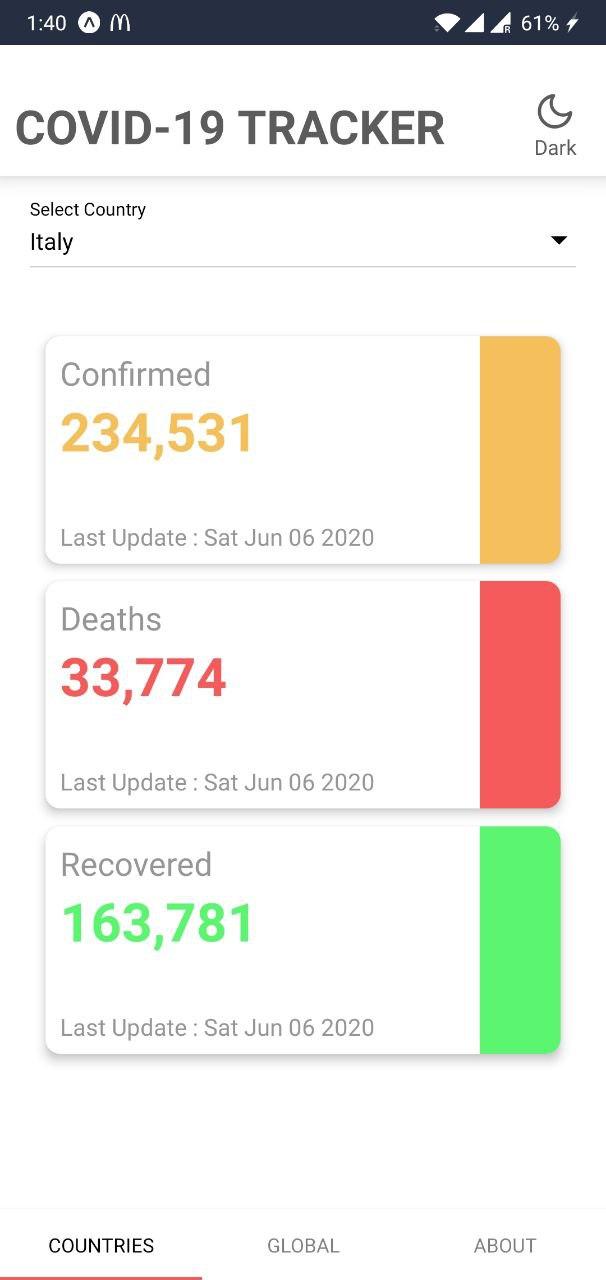 1:40 61%
COVID-19 TRACKER
Dark
Select Country
Italy
Confirmed
234,531
Last Update : Sat Jun 06 2020
Deaths
33,774
Last Update : Sat Jun 06 2020
Recovered
163,781
Last Update : Sat Jun 06 2020
COUNTRIES GLOBAL ABOUT